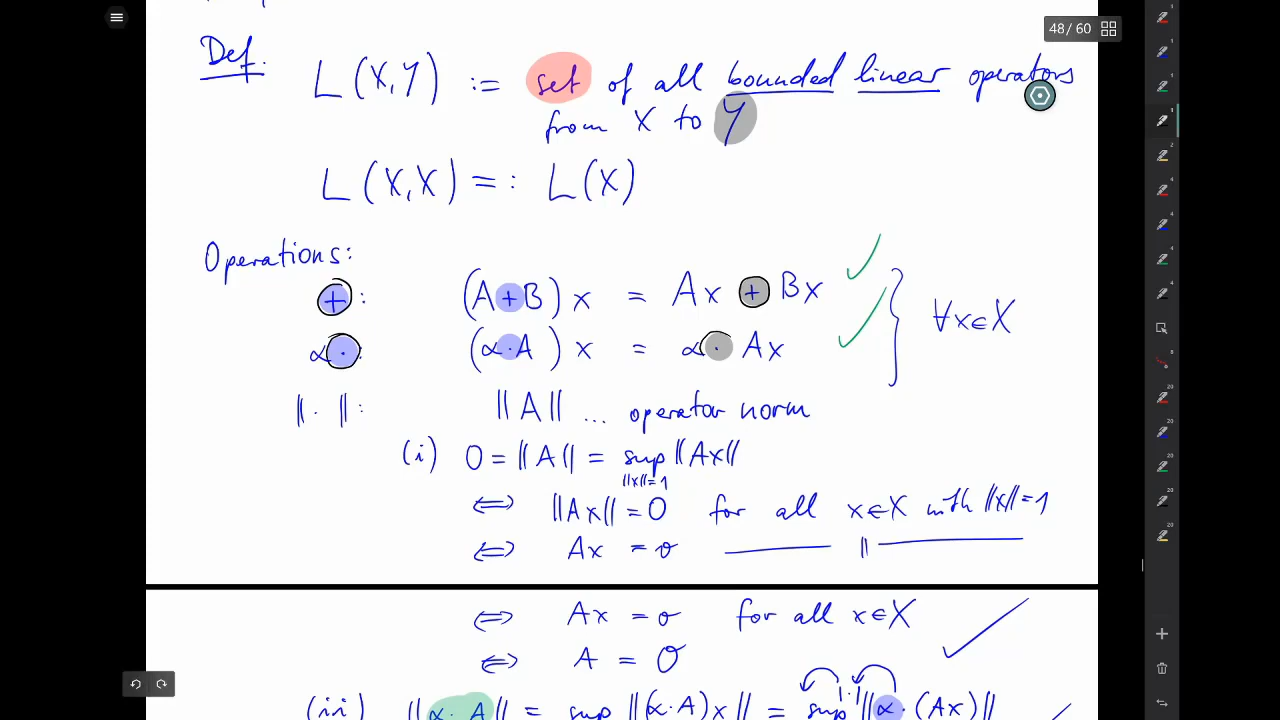 48/60
Def. L(X,Y) := set of all bounded linear operators
from X to Y
L(X,X) =: L(X)
Operations:
+: (A+B)x = Ax + Bx
α·: (α·A)x = α· Ax
∀x∈X
‖·‖: ‖A‖ ... operator norm
(i) 0 = ‖A‖ = sup ‖Ax‖
‖x‖=1
⟺ ‖Ax‖ = 0 for all x∈X with ‖x‖=1
⟺ Ax = o —— ‖ ——
⟺ Ax = o for all x∈X
⟺ A = O
‖α·A‖ = sup ‖(α·A)x‖ = sup ‖α·(Ax)‖